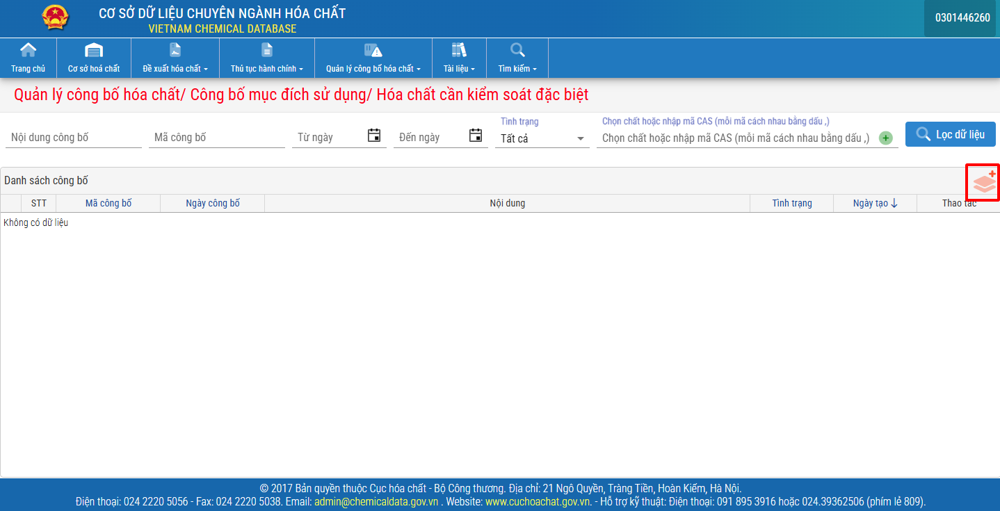 CƠ SỞ DỮ LIỆU CHUYÊN NGÀNH HÓA CHẤT
VIETNAM CHEMICAL DATABASE
0301446260
Trang chủ
Cơ sở hoá chất
Đề xuất hóa chất
Thủ tục hành chính
Quản lý công bố hóa chất
Tài liệu
Tìm kiếm
Quản lý công bố hóa chất/ Công bố mục đích sử dụng/ Hóa chất cần kiểm soát đặc biệt
Nội dung công bố
Mã công bố
Từ ngày
Đến ngày
Tình trạng
Tất cả
Chọn chất hoặc nhập mã CAS (mỗi mã cách nhau bằng dấu ,)
Chọn chất hoặc nhập mã CAS (mỗi mã cách nhau bằng dấu ,)
Lọc dữ liệu
Danh sách công bố
STT
Mã công bố
Ngày công bố
Nội dung
Tình trạng
Ngày tạo
Thao tác
Không có dữ liệu
© 2017 Bản quyền thuộc Cục hóa chất - Bộ Công thương. Địa chỉ: 21 Ngô Quyền, Tràng Tiền, Hoàn Kiếm, Hà Nội.
Điện thoại: 024 2220 5056 - Fax: 024 2220 5038. Email: admin@chemicaldata.gov.vn . Website: www.cuchoachat.gov.vn. - Hỗ trợ kỹ thuật: Điện thoại: 091 895 3916 hoặc 024.39362506 (phím lẻ 809).